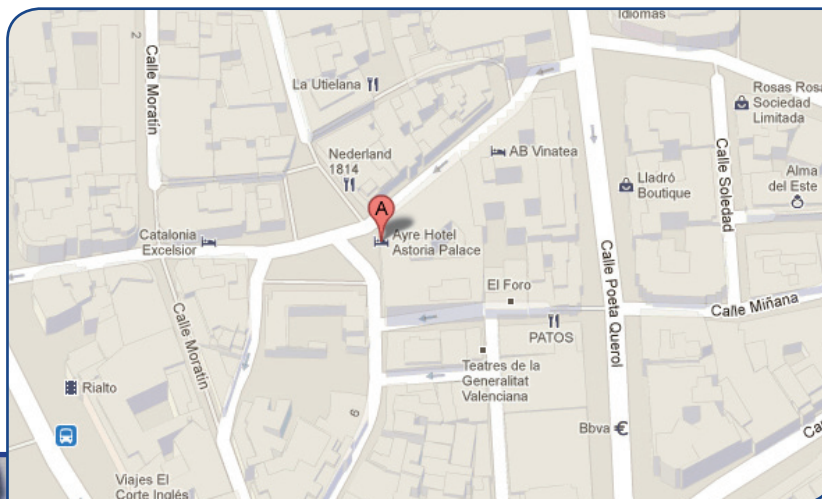 Idiomas
2
Calle Moratín
La Utielana
Rosas Rosa
Sociedad
Limitada
Nederland
1814
AB Vinatea
Lladró
Boutique
Calle Soledad
Alma
del Este
A
Catalonia
Excelsior
Ayre Hotel
Astoria Palace
Calle Poeta Querol
El Foro
Calle Miñana
Calle Moratín
PATOS
Teatres de la
Generalitat
Valenciana
Rialto
9
Bbva
Viajes El
Corte Inglés